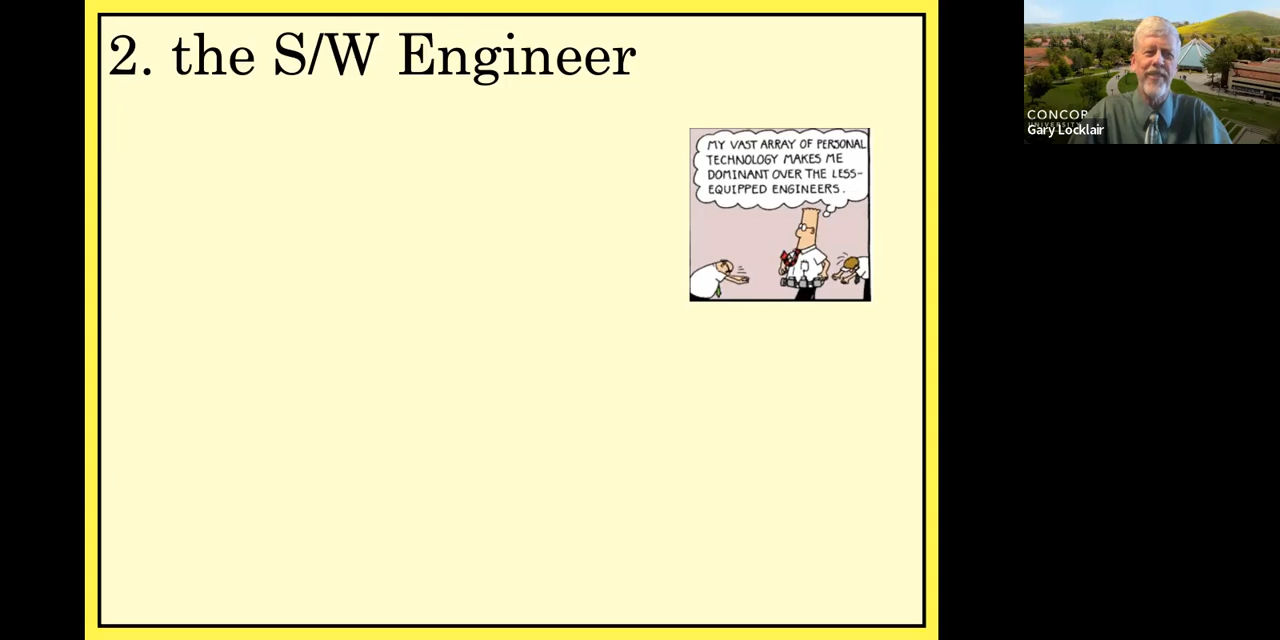 2. the S/W Engineer
MY VAST ARRAY OF PERSONAL
TECHNOLOGY MAKES ME
DOMINANT OVER THE LESS-
EQUIPPED ENGINEERS.
CONCOR
Gary Locklair